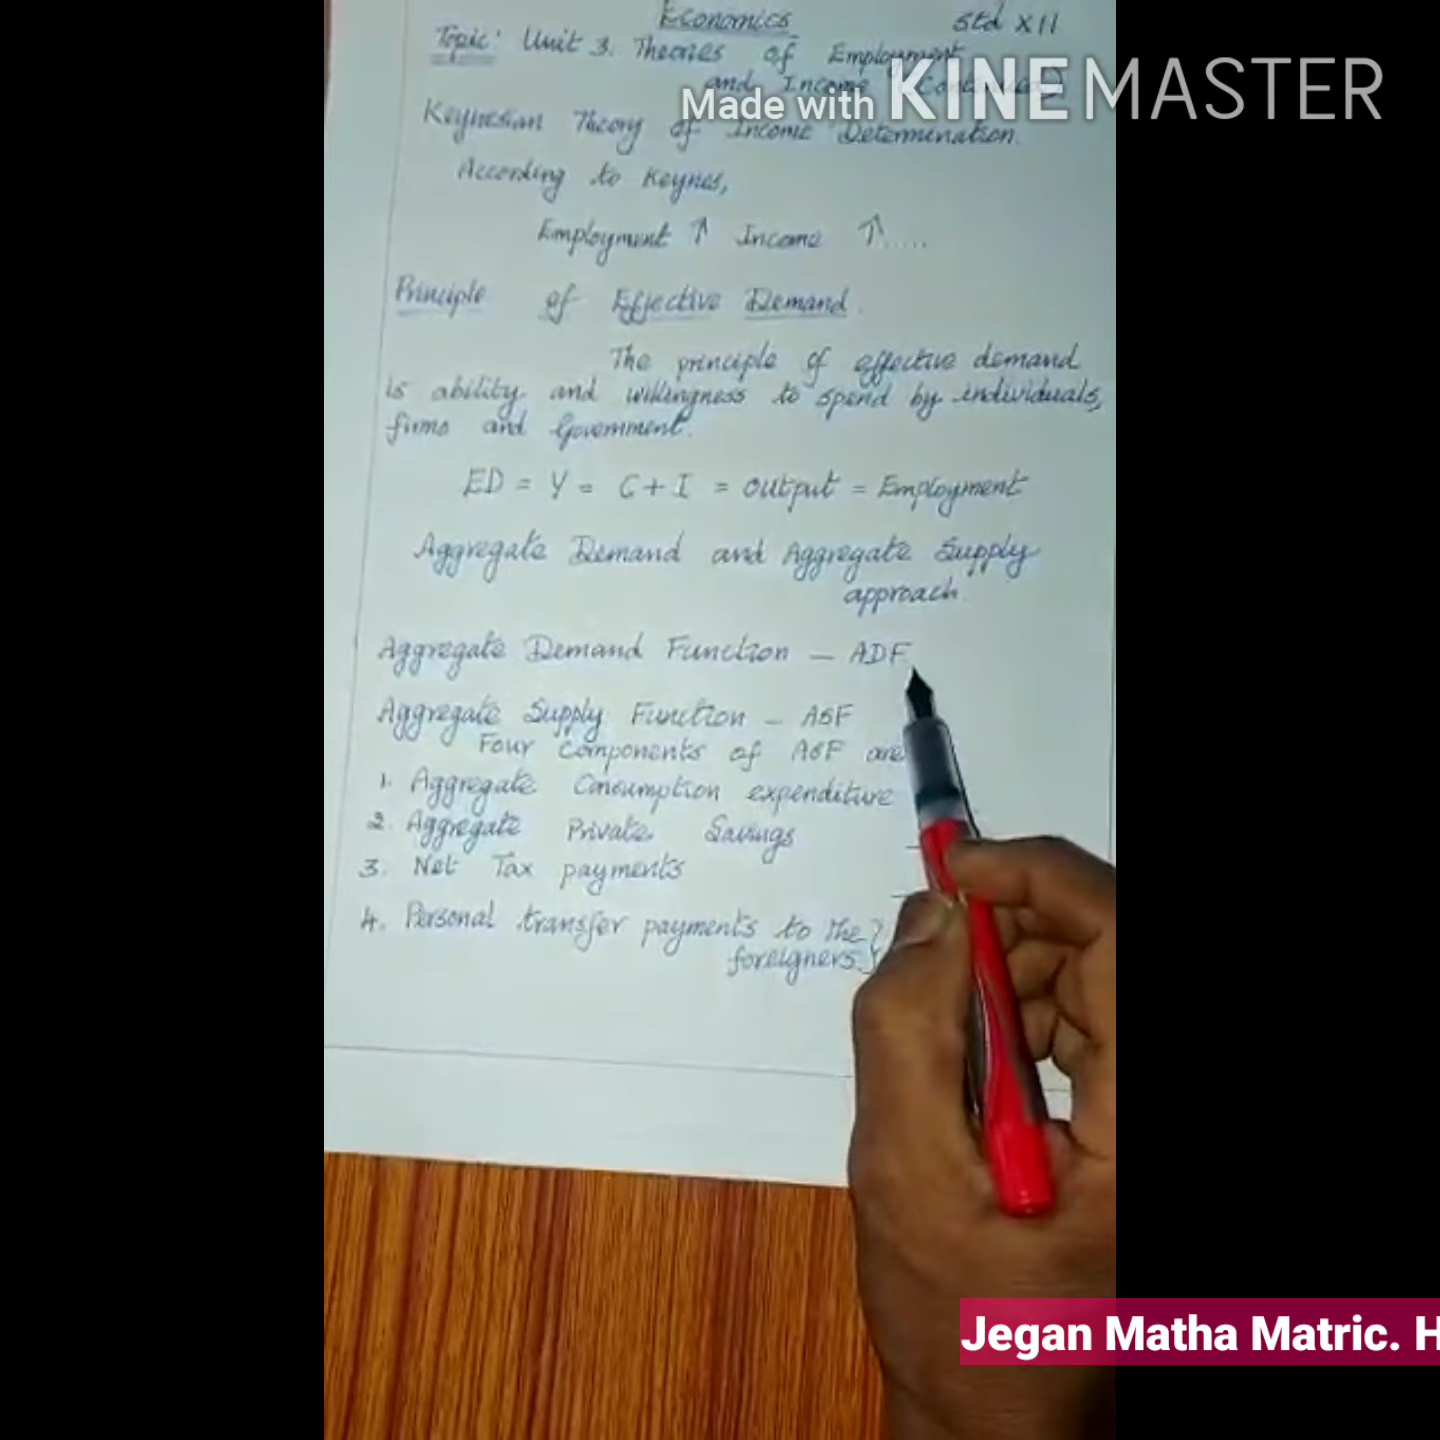 Economics Std XII
Topic: Unit 3. Theories of Employment
and Income
Made with KINEMASTER
Keynesian Theory of Income Determination.
According to Keynes,
Employment ↑ Income ↑.....
Principle of Effective Demand.
The principle of effective demand
is ability and willingness to spend by individuals,
firms and Government.
ED = Y = C + I = output = Employment
Aggregate Demand and Aggregate Supply
approach.
Aggregate Demand Function – ADF
Aggregate Supply Function – ASF
Four components of ASF are
1. Aggregate Consumption expenditure
2. Aggregate Private Savings
3. Net Tax payments
4. Personal transfer payments to the }
foreigners.
Jegan Matha Matric. H